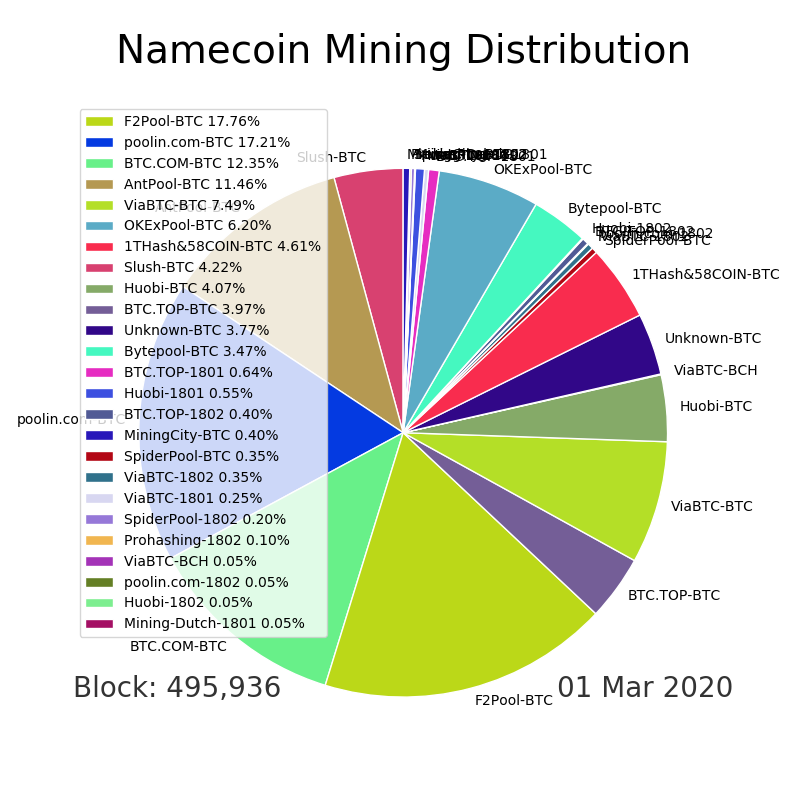 Namecoin Mining Distribution
F2Pool-BTC 17.76%
poolin.com-BTC 17.21%
BTC.COM-BTC 12.35%
AntPool-BTC 11.46%
ViaBTC-BTC 7.49%
OKExPool-BTC 6.20%
1THash&58COIN-BTC 4.61%
Slush-BTC 4.22%
Huobi-BTC 4.07%
BTC.TOP-BTC 3.97%
Unknown-BTC 3.77%
Bytepool-BTC 3.47%
BTC.TOP-1801 0.64%
Huobi-1801 0.55%
BTC.TOP-1802 0.40%
MiningCity-BTC 0.40%
SpiderPool-BTC 0.35%
ViaBTC-1802 0.35%
ViaBTC-1801 0.25%
SpiderPool-1802 0.20%
Prohashing-1802 0.10%
ViaBTC-BCH 0.05%
poolin.com-1802 0.05%
Huobi-1802 0.05%
Mining-Dutch-1801 0.05%
Slush-BTC
OKExPool-BTC
Bytepool-BTC
Huobi-1802
SpiderPool-BTC
1THash&58COIN-BTC
Unknown-BTC
ViaBTC-BCH
Huobi-BTC
poolin.com-BTC
ViaBTC-BTC
BTC.TOP-BTC
BTC.COM-BTC
F2Pool-BTC
Block: 495,936
01 Mar 2020